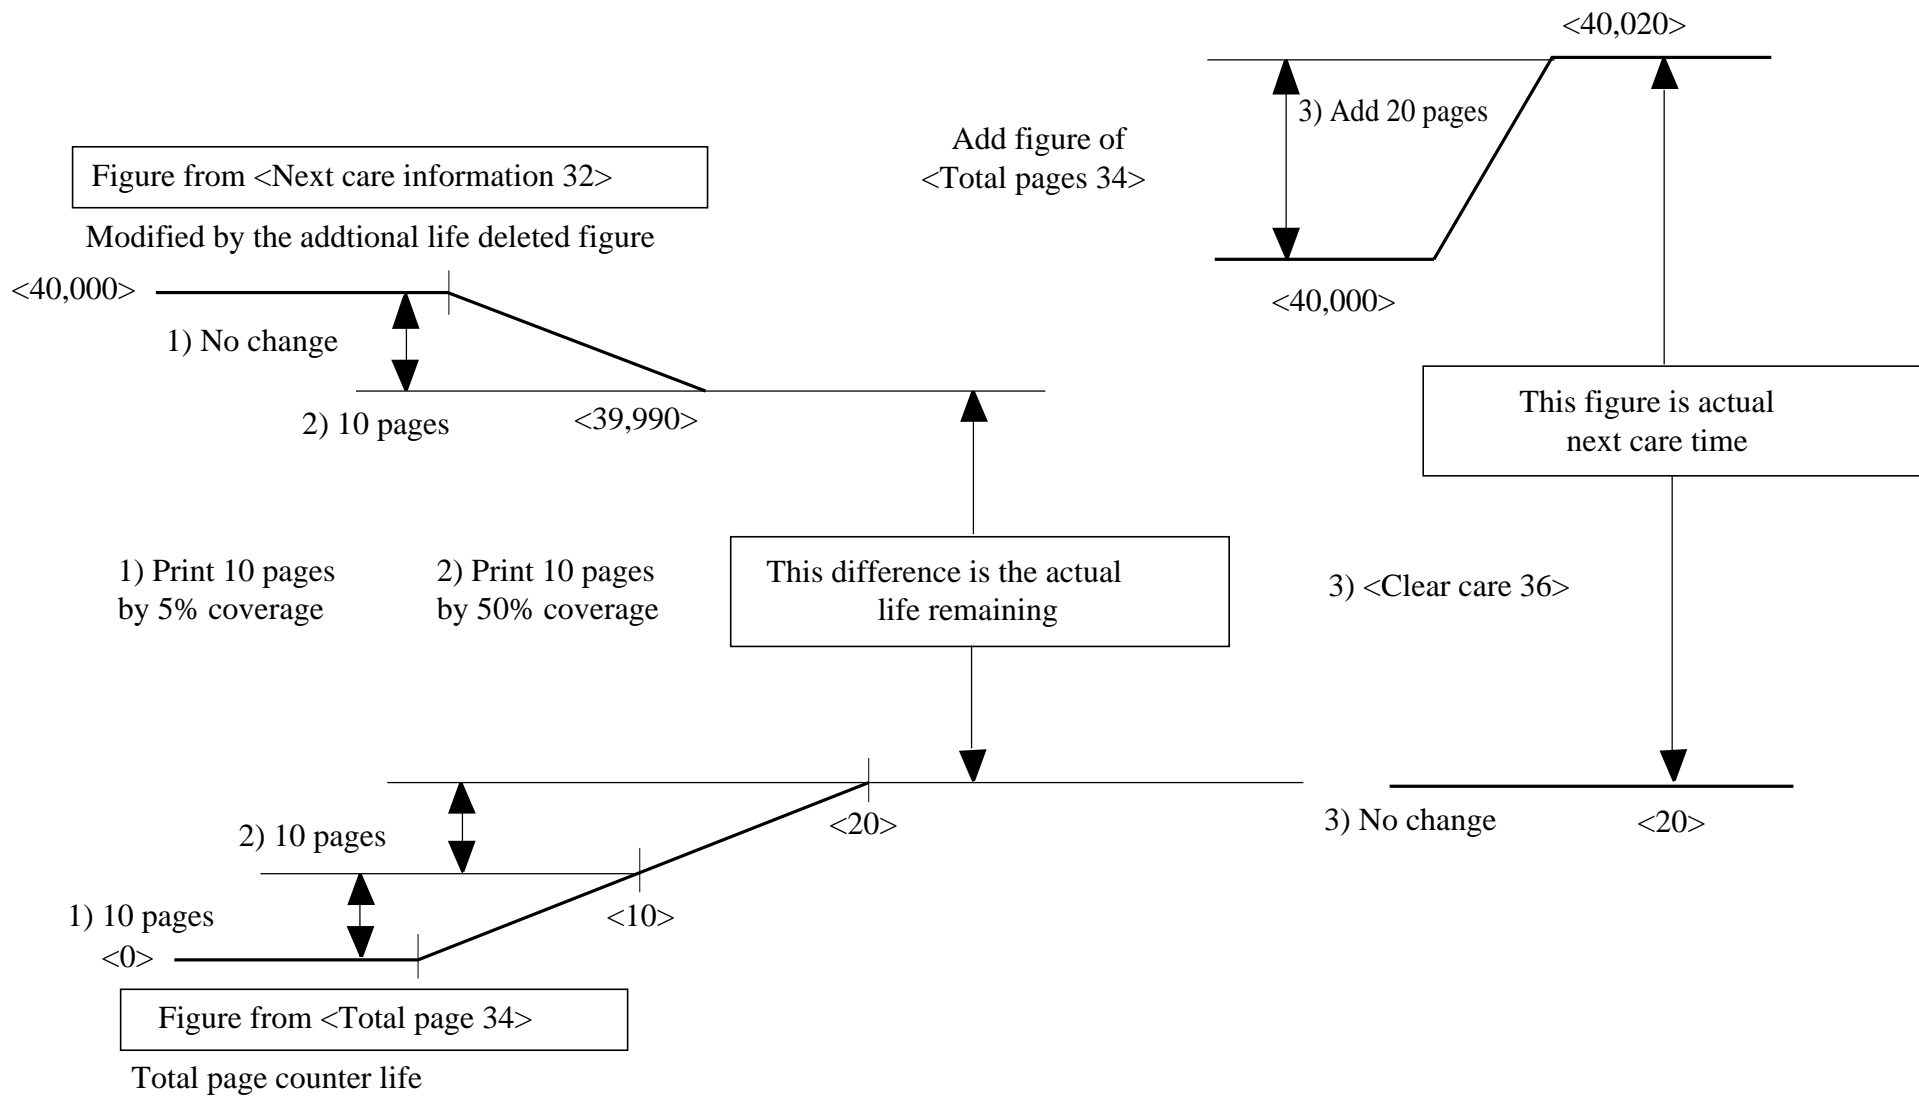 <40,020>
3) Add 20 pages
Add figure of
<Total pages 34>
Figure from <Next care information 32>
Modified by the addtional life deleted figure
<40,000>
<40,000>
1) No change
2) 10 pages
<39,990>
This figure is actual
next care time
1) Print 10 pages
by 5% coverage
2) Print 10 pages
by 50% coverage
This difference is the actual
life remaining
3) <Clear care 36>
2) 10 pages
<20>
3) No change
<20>
1) 10 pages
<10>
<0>
Figure from <Total page 34>
Total page counter life